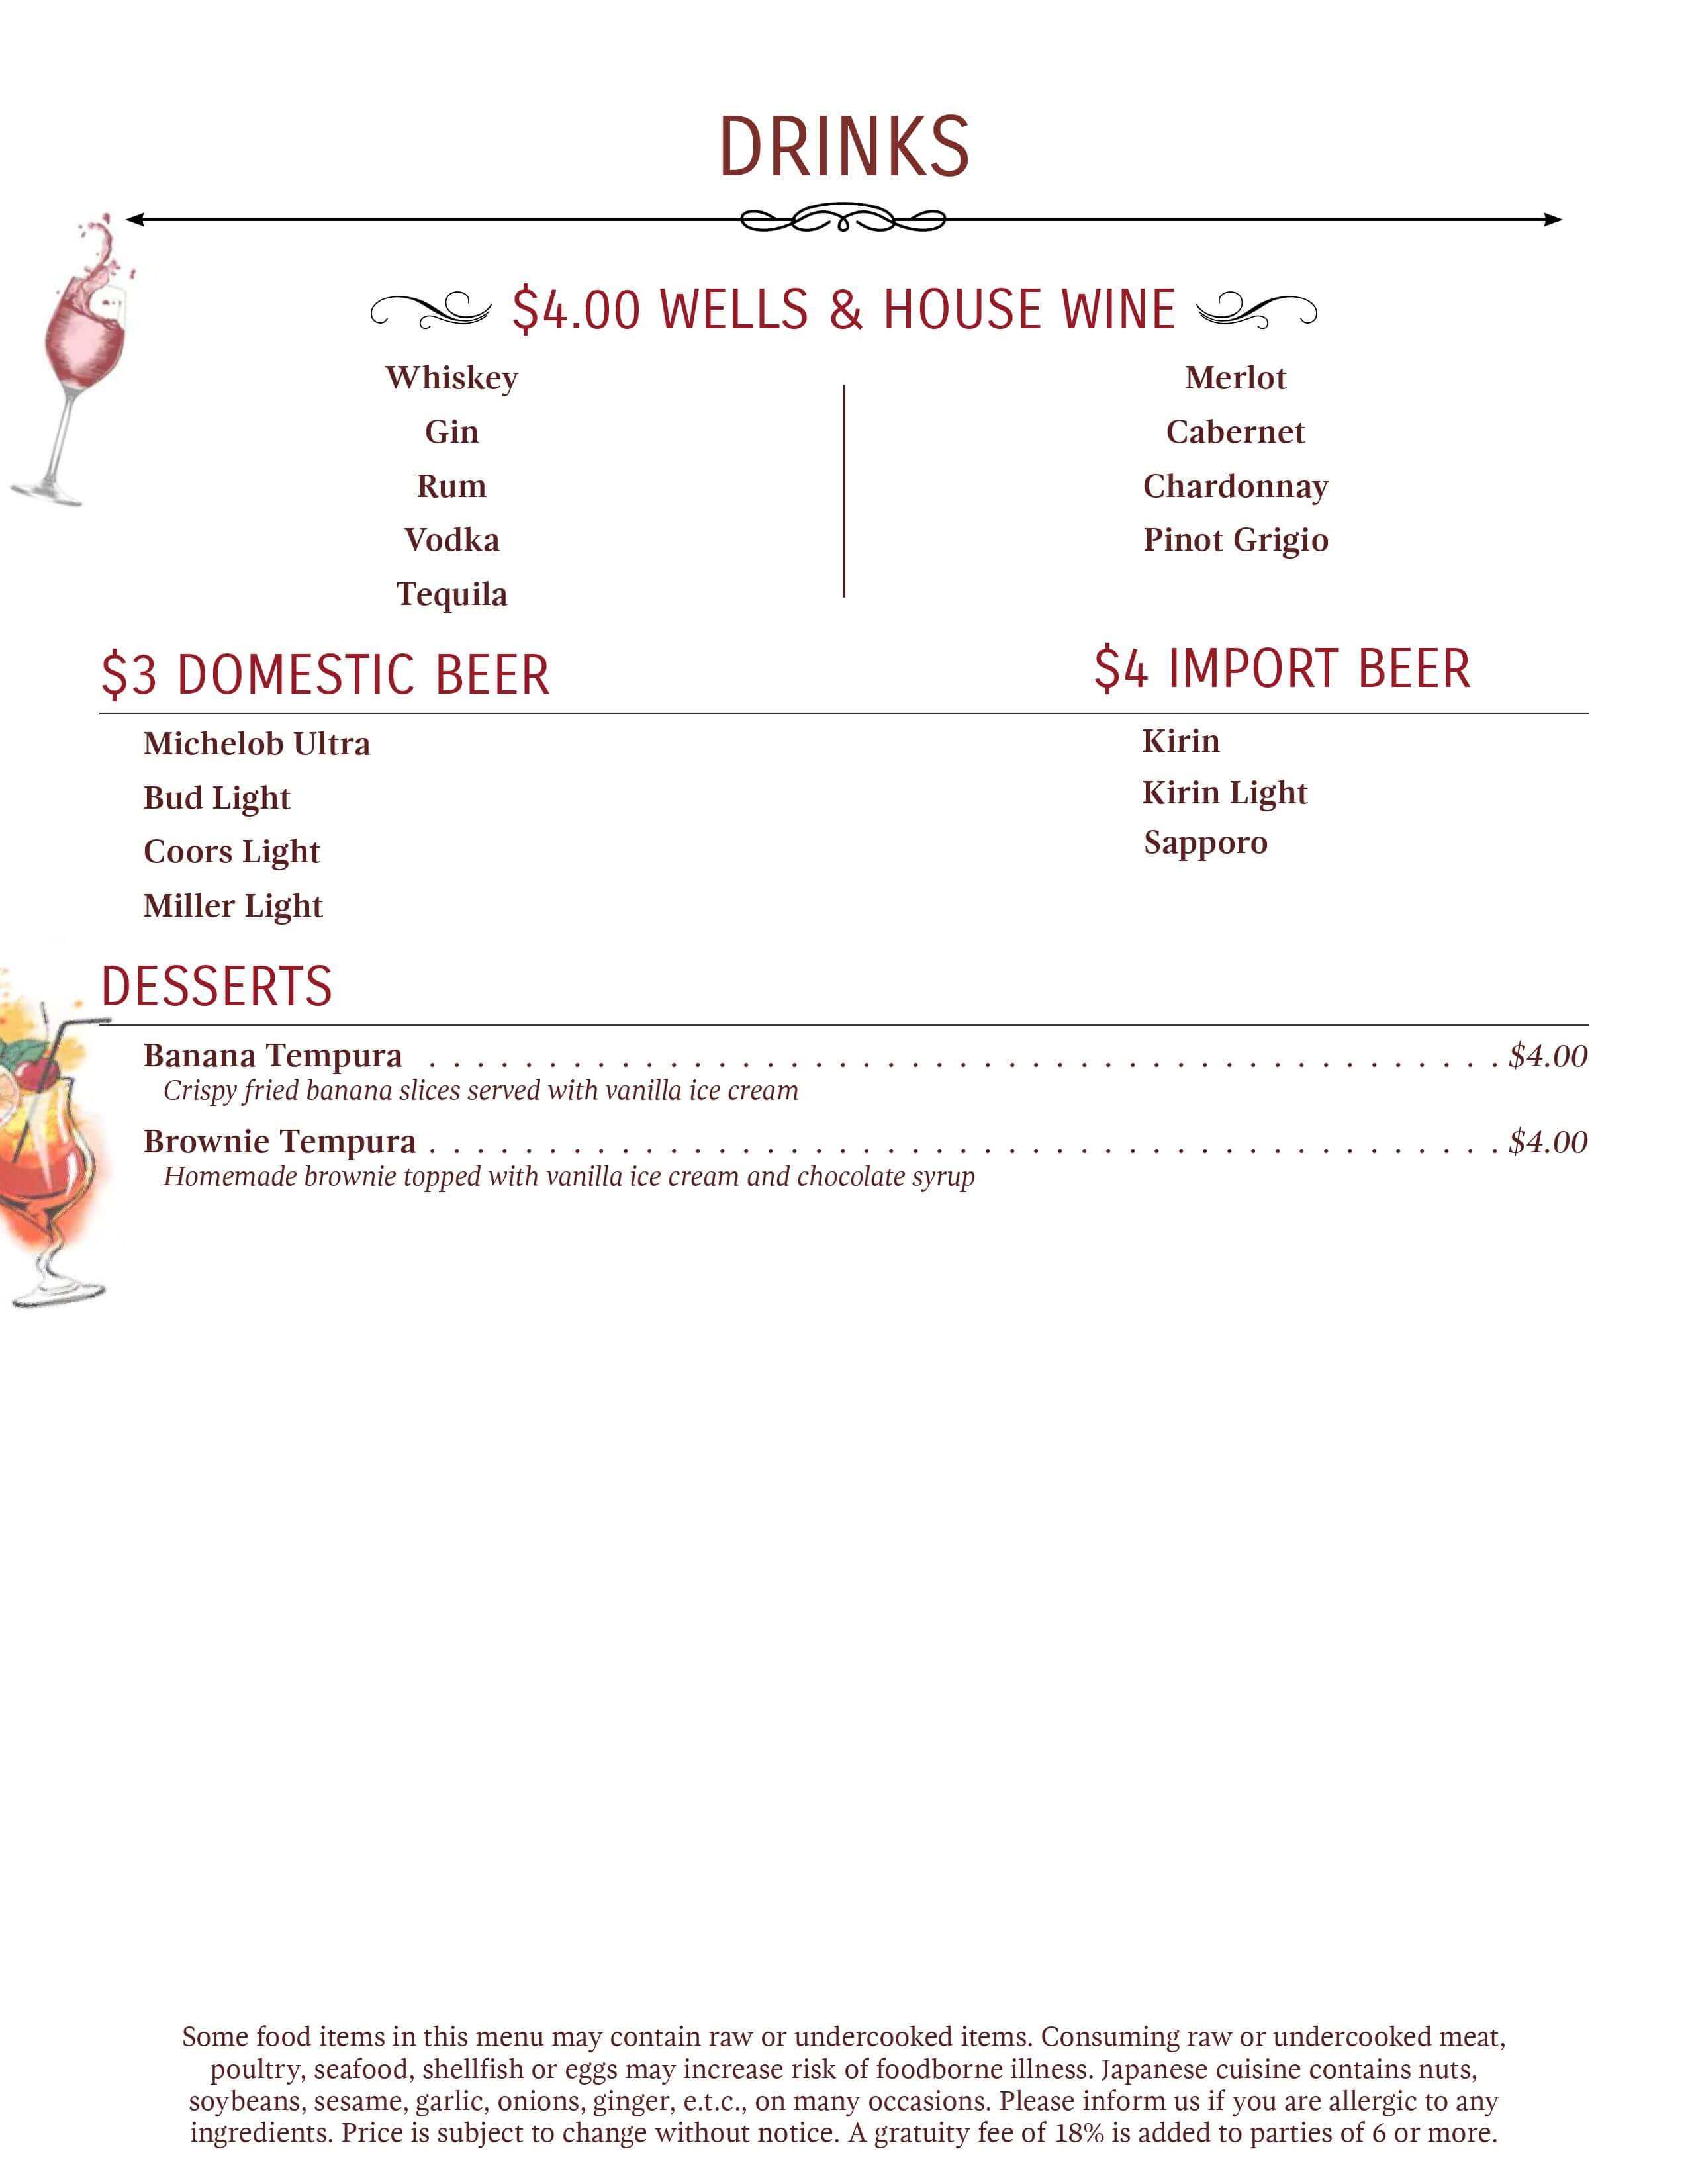 DRINKS
$4.00 WELLS & HOUSE WINE
Whiskey
Gin
Rum
Vodka
Tequila
Merlot
Cabernet
Chardonnay
Pinot Grigio
$3 DOMESTIC BEER
Michelob Ultra
Bud Light
Coors Light
Miller Light
$4 IMPORT BEER
Kirin
Kirin Light
Sapporo
DESSERTS
Banana Tempura . . . . . . . . . . . . . . . . . . . . . . . . . . . . . . . . . . . . . . . . . . . . . $4.00
Crispy fried banana slices served with vanilla ice cream
Brownie Tempura . . . . . . . . . . . . . . . . . . . . . . . . . . . . . . . . . . . . . . . . . . . . . $4.00
Homemade brownie topped with vanilla ice cream and chocolate syrup
Some food items in this menu may contain raw or undercooked items. Consuming raw or undercooked meat,
poultry, seafood, shellfish or eggs may increase risk of foodborne illness. Japanese cuisine contains nuts,
soybeans, sesame, garlic, onions, ginger, e.t.c., on many occasions. Please inform us if you are allergic to any
ingredients. Price is subject to change without notice. A gratuity fee of 18% is added to parties of 6 or more.